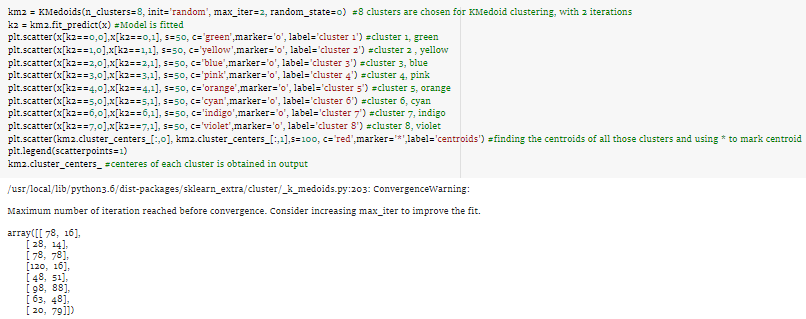 km2 = KMedoids(n_clusters=8, init='random', max_iter=2, random_state=0)  #8 clusters are chosen for KMedoid clustering, with 2 iterations
k2 = km2.fit_predict(x) #Model is fitted
plt.scatter(x[k2==0,0],x[k2==0,1], s=50, c='green',marker='o', label='cluster 1') #cluster 1, green
plt.scatter(x[k2==1,0],x[k2==1,1], s=50, c='yellow',marker='o', label='cluster 2') #cluster 2 , yellow
plt.scatter(x[k2==2,0],x[k2==2,1], s=50, c='blue',marker='o', label='cluster 3') #cluster 3, blue
plt.scatter(x[k2==3,0],x[k2==3,1], s=50, c='pink',marker='o', label='cluster 4') #cluster 4, pink
plt.scatter(x[k2==4,0],x[k2==4,1], s=50, c='orange',marker='o', label='cluster 5') #cluster 5, orange
plt.scatter(x[k2==5,0],x[k2==5,1], s=50, c='cyan',marker='o', label='cluster 6') #cluster 6, cyan
plt.scatter(x[k2==6,0],x[k2==6,1], s=50, c='indigo',marker='o', label='cluster 7') #cluster 7, indigo
plt.scatter(x[k2==7,0],x[k2==7,1], s=50, c='violet',marker='o', label='cluster 8') #cluster 8, violet
plt.scatter(km2.cluster_centers_[:,0], km2.cluster_centers_[:,1],s=100, c='red',marker='*',label='centroids') #finding the centroids of all those clusters and using * to mark centroid
plt.legend(scatterpoints=1)
km2.cluster_centers_ #centeres of each cluster is obtained in output
/usr/local/lib/python3.6/dist-packages/sklearn_extra/cluster/_k_medoids.py:203: ConvergenceWarning:
Maximum number of iteration reached before convergence. Consider increasing max_iter to improve the fit.
array([[ 78,  16],
[ 28,  14],
[ 78,  78],
[120,  16],
[ 48,  51],
[ 98,  88],
[ 63,  48],
[ 20,  79]])